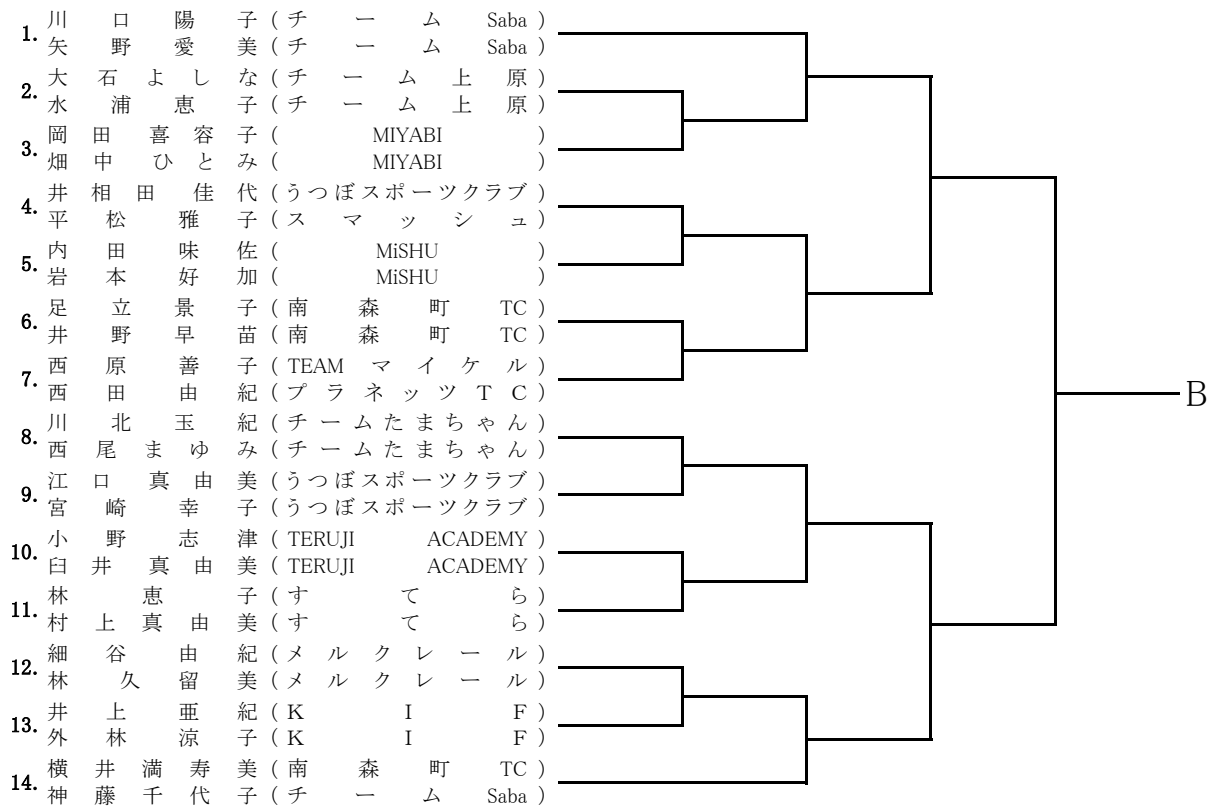 1. 川口陽子(チームSaba)
矢野愛美(チームSaba)
2. 大石よしな(チーム上原)
水浦恵子(チーム上原)
3. 岡田喜容子(MIYABI)
畑中ひとみ(MIYABI)
4. 井相田佳代(うつぼスポーツクラブ)
平松雅子(スマッシュ)
5. 内田味佐(MiSHU)
岩本好加(MiSHU)
6. 足立景子(南森町TC)
井野早苗(南森町TC)
7. 西原善子(TEAMマイケル)
西田由紀(プラネッツTC)
8. 川北玉紀(チームたまちゃん)
西尾まゆみ(チームたまちゃん)
9. 江口真由美(うつぼスポーツクラブ)
宮崎幸子(うつぼスポーツクラブ)
10. 小野志津(TERUJI ACADEMY)
臼井真由美(TERUJI ACADEMY)
11. 林恵子(すてら)
村上真由美(すてら)
12. 細谷由紀(メルクレール)
林久留美(メルクレール)
13. 井上亜紀(KIF)
外林涼子(KIF)
14. 横井満寿美(南森町TC)
神藤千代子(チームSaba)
B